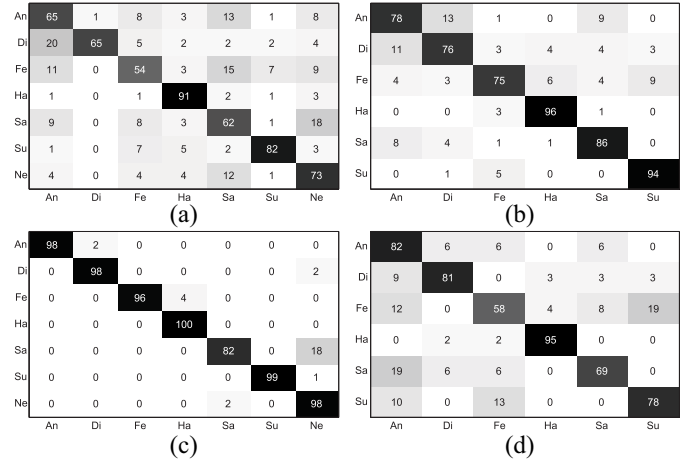 An 65 1 8 3 13 1 8
Di 20 65 5 2 2 2 4
Fe 11 0 54 3 15 7 9
Ha 1 0 1 91 2 1 3
Sa 9 0 8 3 62 1 18
Su 1 0 7 5 2 82 3
Ne 4 0 4 4 12 1 73
An Di Fe Ha Sa Su Ne
(a)
An 78 13 1 0 9 0
Di 11 76 3 4 4 3
Fe 4 3 75 6 4 9
Ha 0 0 3 96 1 0
Sa 8 4 1 1 86 0
Su 0 1 5 0 0 94
An Di Fe Ha Sa Su
(b)
An 98 2 0 0 0 0 0
Di 0 98 0 0 0 0 2
Fe 0 0 96 4 0 0 0
Ha 0 0 0 100 0 0 0
Sa 0 0 0 0 82 0 18
Su 0 0 0 0 0 99 1
Ne 0 0 0 0 2 0 98
An Di Fe Ha Sa Su Ne
(c)
An 82 6 6 0 6 0
Di 9 81 0 3 3 3
Fe 12 0 58 4 8 19
Ha 0 2 2 95 0 0
Sa 19 6 6 0 69 0
Su 10 0 13 0 0 78
An Di Fe Ha Sa Su
(d)